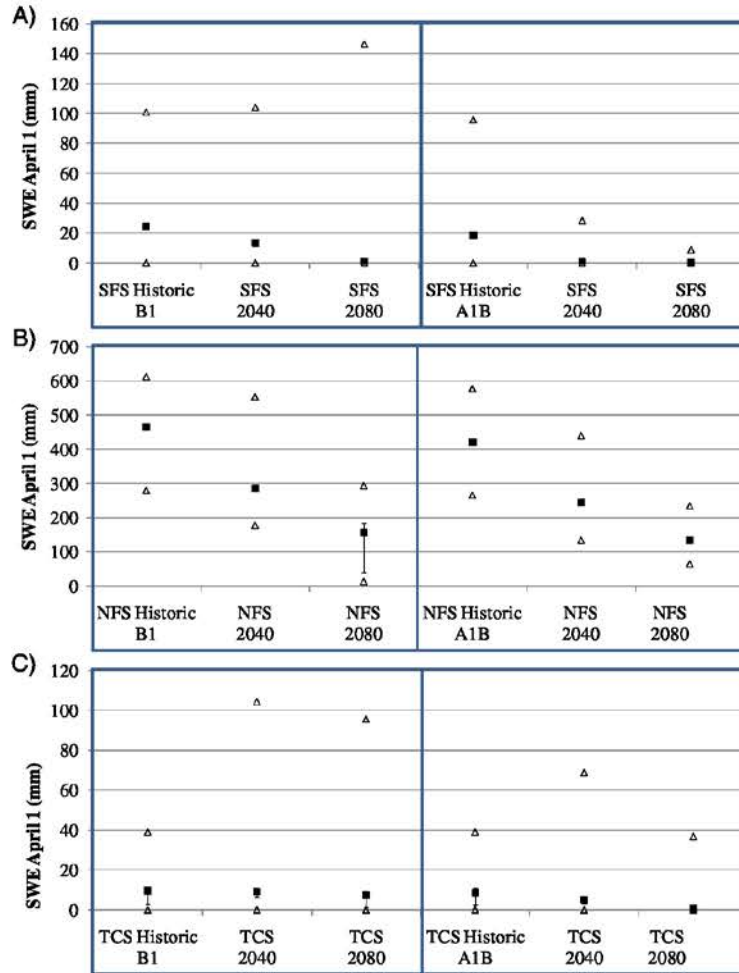 A)
SWE April 1 (mm)
160
140
120
100
80
60
40
20
0
SFS Historic B1
SFS 2040
SFS 2080
SFS Historic A1B
SFS 2040
SFS 2080
B)
SWE April 1 (mm)
700
600
500
400
300
200
100
0
NFS Historic B1
NFS 2040
NFS 2080
NFS Historic A1B
NFS 2040
NFS 2080
C)
SWE April 1 (mm)
120
100
80
60
40
20
0
TCS Historic B1
TCS 2040
TCS 2080
TCS Historic A1B
TCS 2040
TCS 2080